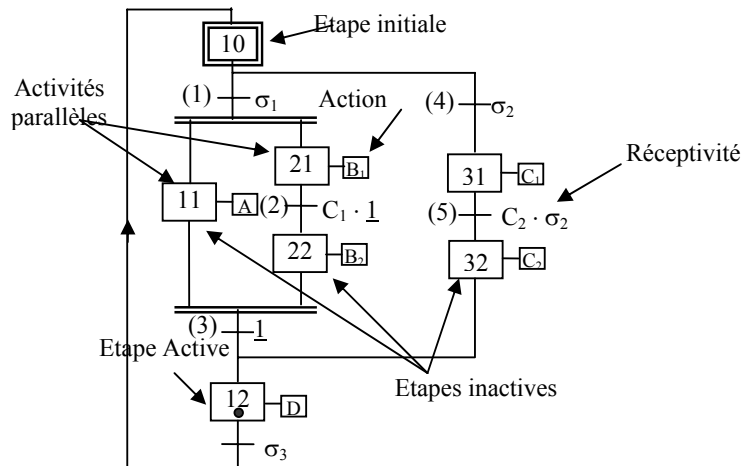 10
Etape initiale
Activités
parallèles
(1)
σ₁
Action
(4)
σ₂
21
B₁
Réceptivité
31
C₁
11
A
(2)
C₁ · 1
(5)
C₂ · σ₂
22
B₂
32
C₂
(3)
1
Etape Active
Etapes inactives
12
D
σ₃